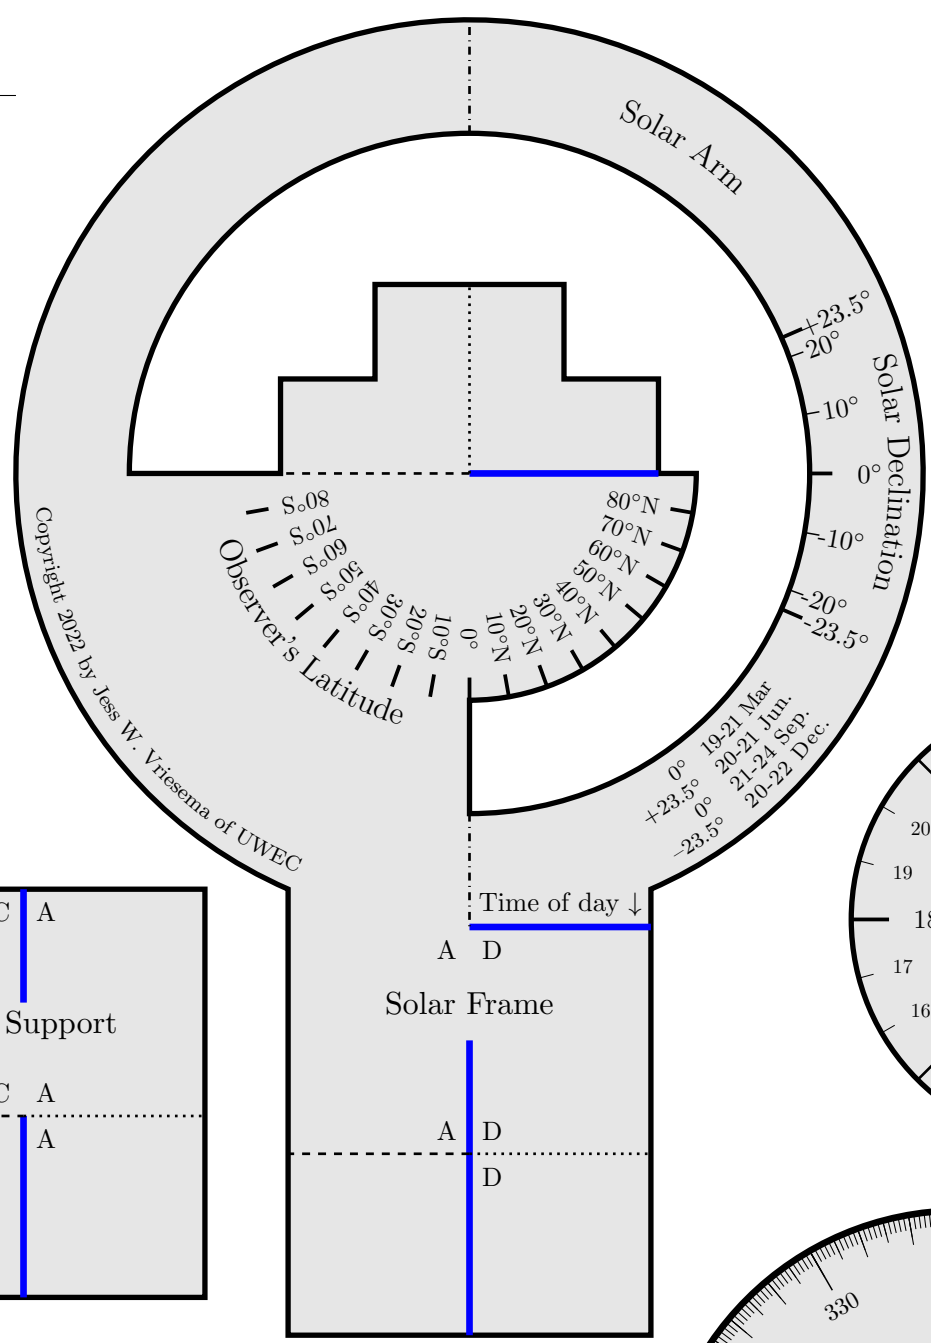 Solar Arm
+23.5°
20°
10°
0°
-10°
-20°
-23.5°
Solar Declination
80°S
70°S
60°S
50°S
40°S
30°S
20°S
10°S
0°
10°N
20°N
30°N
40°N
50°N
60°N
70°N
80°N
Observer's Latitude
Copyright 2022 by Jess W. Vriesema of UWEC
0° 19-21 Mar
+23.5° 20-21 Jun.
0° 21-24 Sep.
−23.5° 20-22 Dec.
Time of day ↓
A D
Solar Frame
A D
D
C A
Support
C A
A
20
19
18
17
16
330